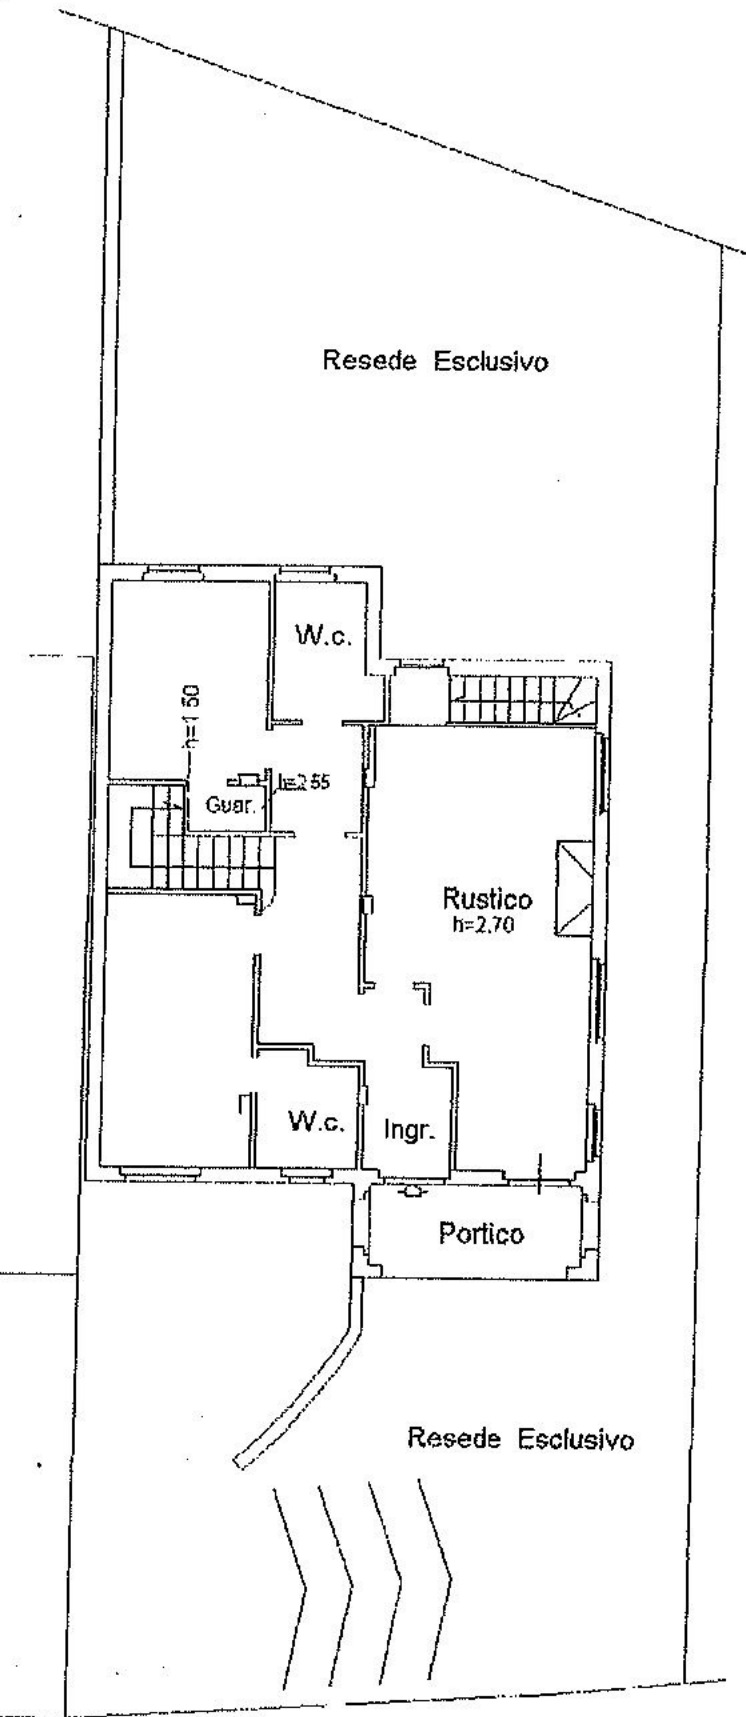 Resede Esclusivo
W.c.
h=1.50
h=2.55
Guar.
Rustico
h=2.70
W.c.
Ingr.
Portico
Resede Esclusivo